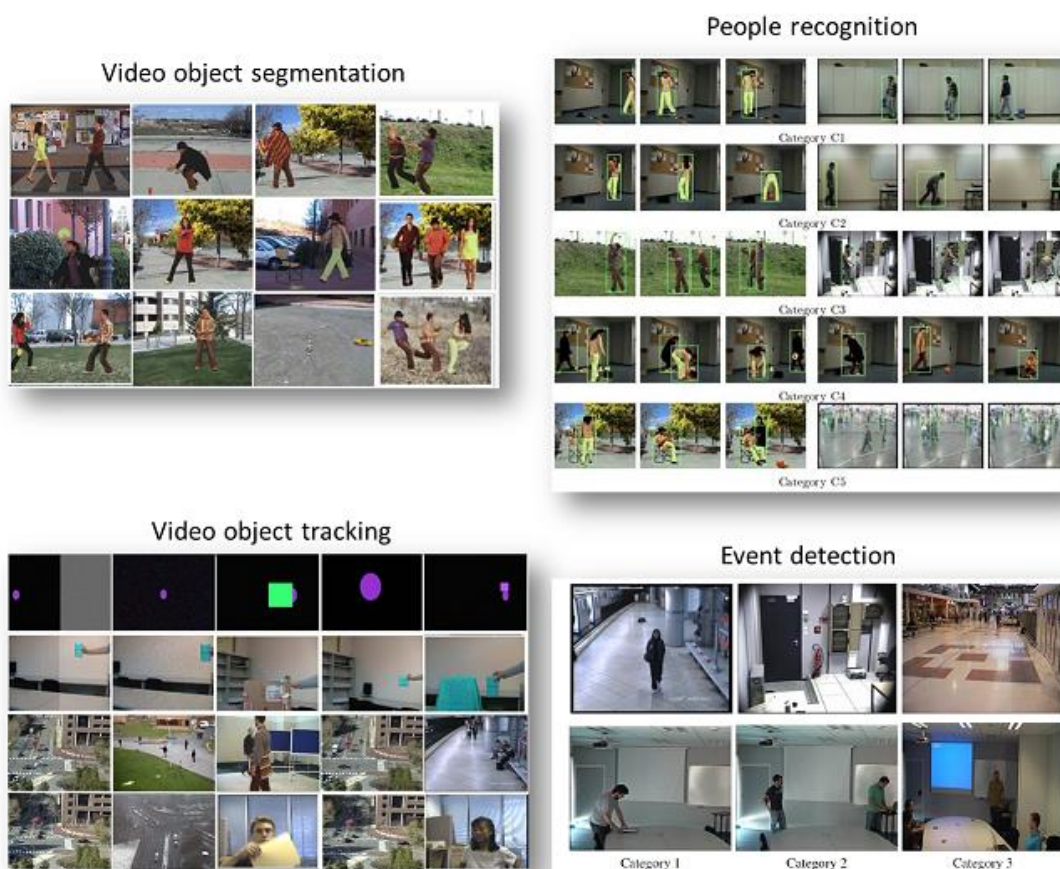 Video object segmentation
People recognition
Category C1
Category C2
Category C3
Category C4
Category C5
Video object tracking
Event detection
Category 1
Category 2
Category 3